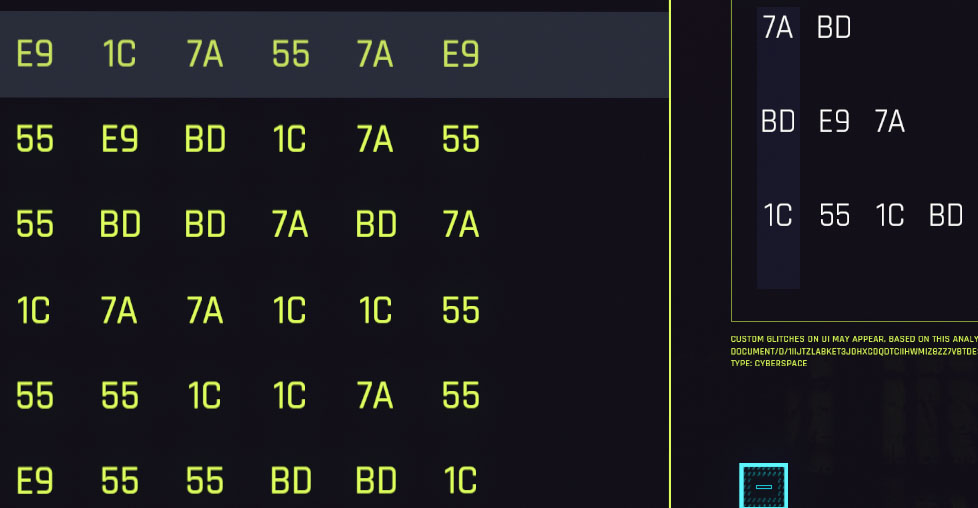 E9 1C 7A 55 7A E9
55 E9 BD 1C 7A 55
55 BD BD 7A BD 7A
1C 7A 7A 1C 1C 55
55 55 1C 1C 7A 55
E9 55 55 BD BD 1C
7A BD
BD E9 7A
1C 55 1C BD
CUSTOM GLITCHES ON UI MAY APPEAR, BASED ON THIS ANALY
TYPE: CYBERSPACE